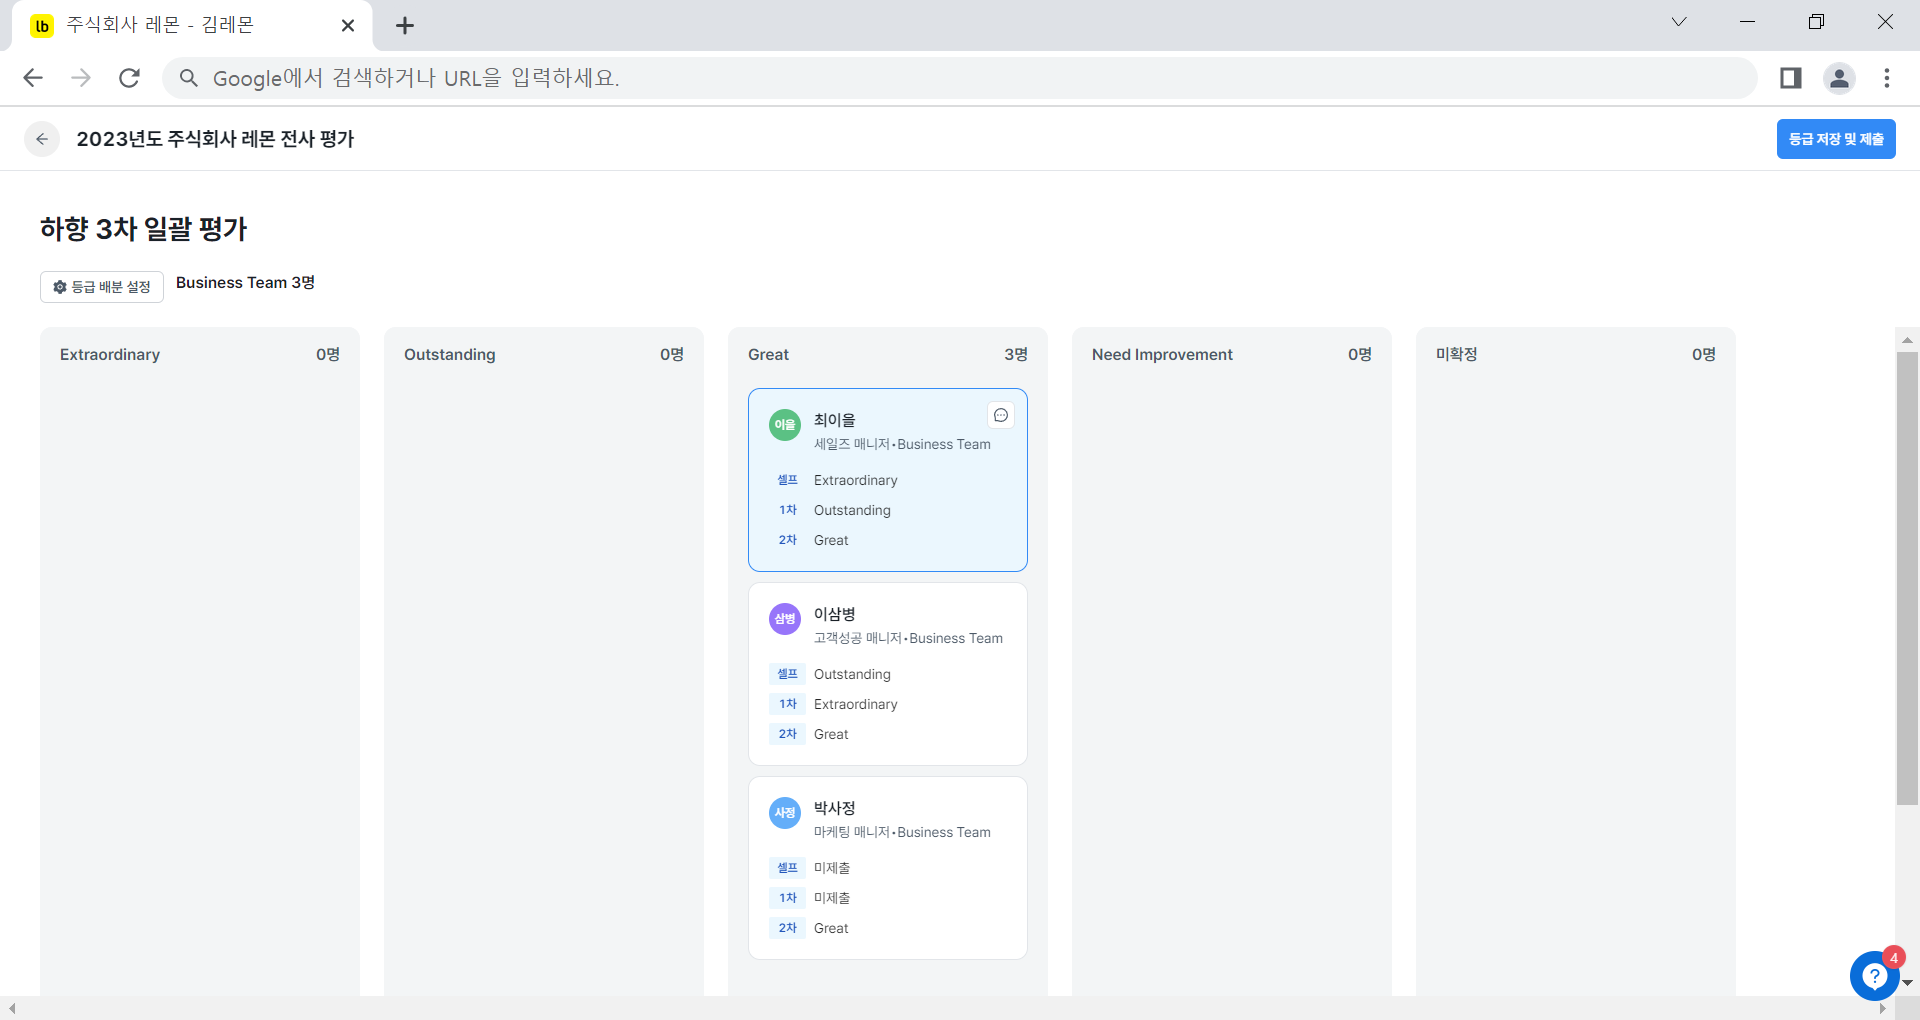 lb 주식회사 레몬 - 김레몬
Google에서 검색하거나 URL을 입력하세요.
2023년도 주식회사 레몬 전사 평가
등급 저장 및 제출
하향 3차 일괄 평가
등급 배분 설정
Business Team 3명
Extraordinary 0명
Outstanding 0명
Great 3명
Need Improvement 0명
미확정 0명
이을 최이을
세일즈 매니저•Business Team
셀프 Extraordinary
1차 Outstanding
2차 Great
삼병 이삼병
고객성공 매니저•Business Team
셀프 Outstanding
1차 Extraordinary
2차 Great
사정 박사정
마케팅 매니저•Business Team
셀프 미제출
1차 미제출
2차 Great
4
?